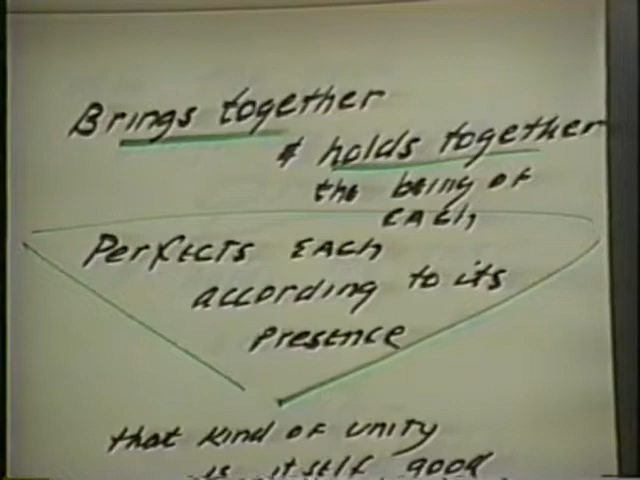 Brings together
& holds together
the being of
EACh
Perfects EACh
according to its
presence
that kind of unity
is itself good